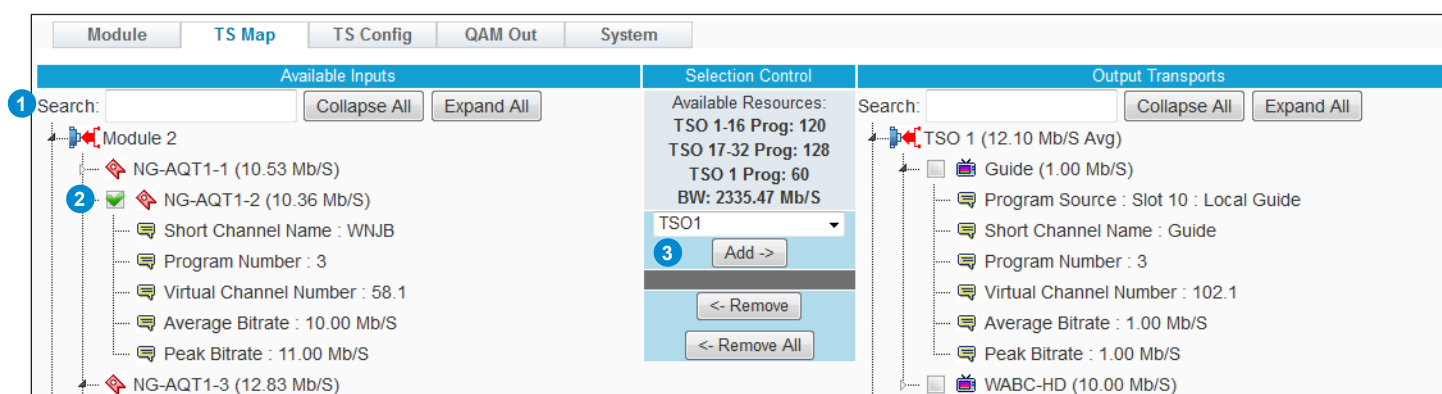 Module TS Map TS Config QAM Out System
Available Inputs
1 Search: Collapse All Expand All
Module 2
NG-AQT1-1 (10.53 Mb/S)
2 NG-AQT1-2 (10.36 Mb/S)
Short Channel Name : WNJB
Program Number : 3
Virtual Channel Number : 58.1
Average Bitrate : 10.00 Mb/S
Peak Bitrate : 11.00 Mb/S
NG-AQT1-3 (12.83 Mb/S)
Selection Control
Available Resources:
TSO 1-16 Prog: 120
TSO 17-32 Prog: 128
TSO 1 Prog: 60
BW: 2335.47 Mb/S
TSO1
3 Add ->
<- Remove
<- Remove All
Output Transports
Search: Collapse All Expand All
TSO 1 (12.10 Mb/S Avg)
Guide (1.00 Mb/S)
Program Source : Slot 10 : Local Guide
Short Channel Name : Guide
Program Number : 3
Virtual Channel Number : 102.1
Average Bitrate : 1.00 Mb/S
Peak Bitrate : 1.00 Mb/S
WABC-HD (10.00 Mb/S)